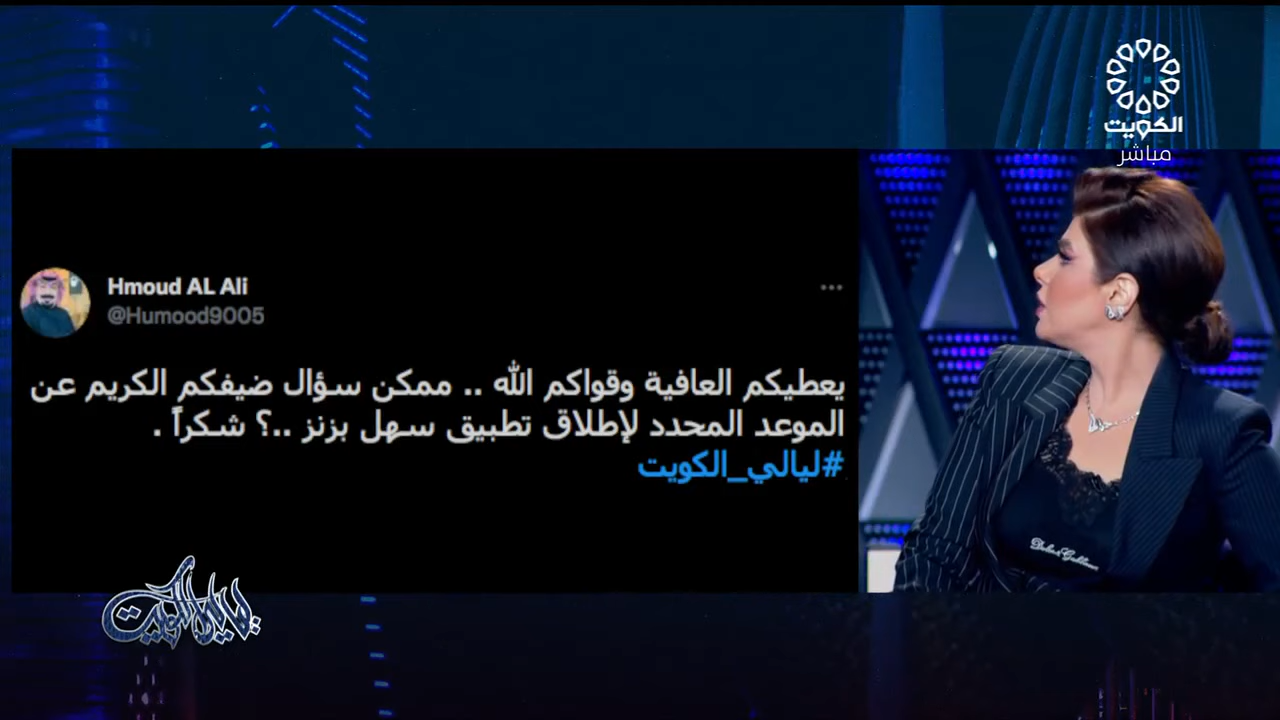 الكويت
مباشر
Hmoud AL Ali
@Humood9005
يعطيكم العافية وقواكم الله .. ممكن سؤال ضيفكم الكريم عن
الموعد المحدد لإطلاق تطبيق سهل بزنز ..؟ شكراً .
#ليالي_الكويت
ليالي الكويت